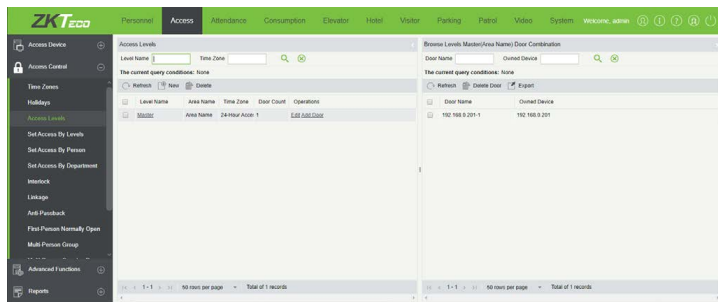 ZKTECO
Personnel Access Attendance Consumption Elevator Hotel Visitor Parking Patrol Video System Welcome, admin
Access Device
Access Control
Time Zones
Holidays
Access Levels
Set Access By Levels
Set Access By Person
Set Access By Department
Interlock
Linkage
Anti-Passback
First-Person Normally Open
Multi-Person Group
Advanced Functions
Reports
Access Levels
Level Name Time Zone
The current query conditions: None
Refresh New Delete
Level Name Area Name Time Zone Door Count Operations
Master Area Name 24-Hour Acce 1 Edit Add Door
1-1 50 rows per page Total of 1 records
Browse Levels Master(Area Name) Door Combination
Door Name Owned Device
The current query conditions: None
Refresh Delete Door Export
Door Name Owned Device
192.168.9.201-1 192.168.9.201
1-1 50 rows per page Total of 1 records